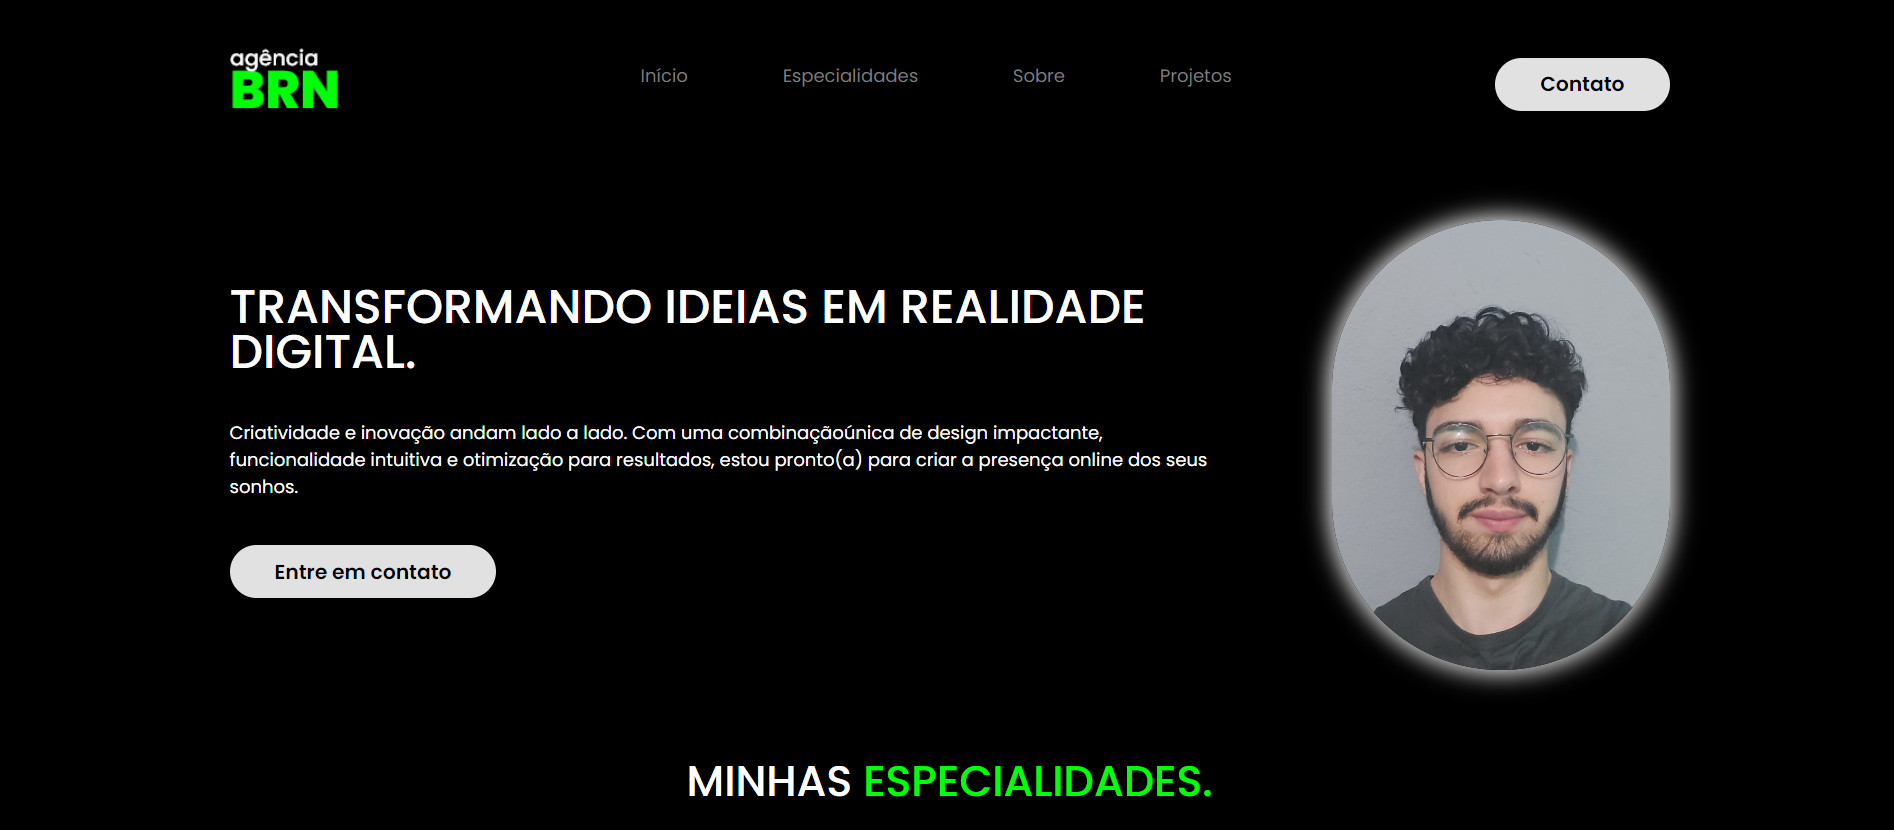 agência
BRN
Início
Especialidades
Sobre
Projetos
Contato
TRANSFORMANDO IDEIAS EM REALIDADE
DIGITAL.
Criatividade e inovação andam lado a lado. Com uma combinaçãoúnica de design impactante,
funcionalidade intuitiva e otimização para resultados, estou pronto(a) para criar a presença online dos seus
sonhos.
Entre em contato
MINHAS ESPECIALIDADES.